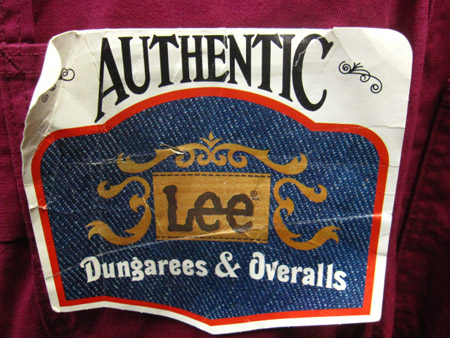 AUTHENTIC
Lee
Dungarees & Overalls